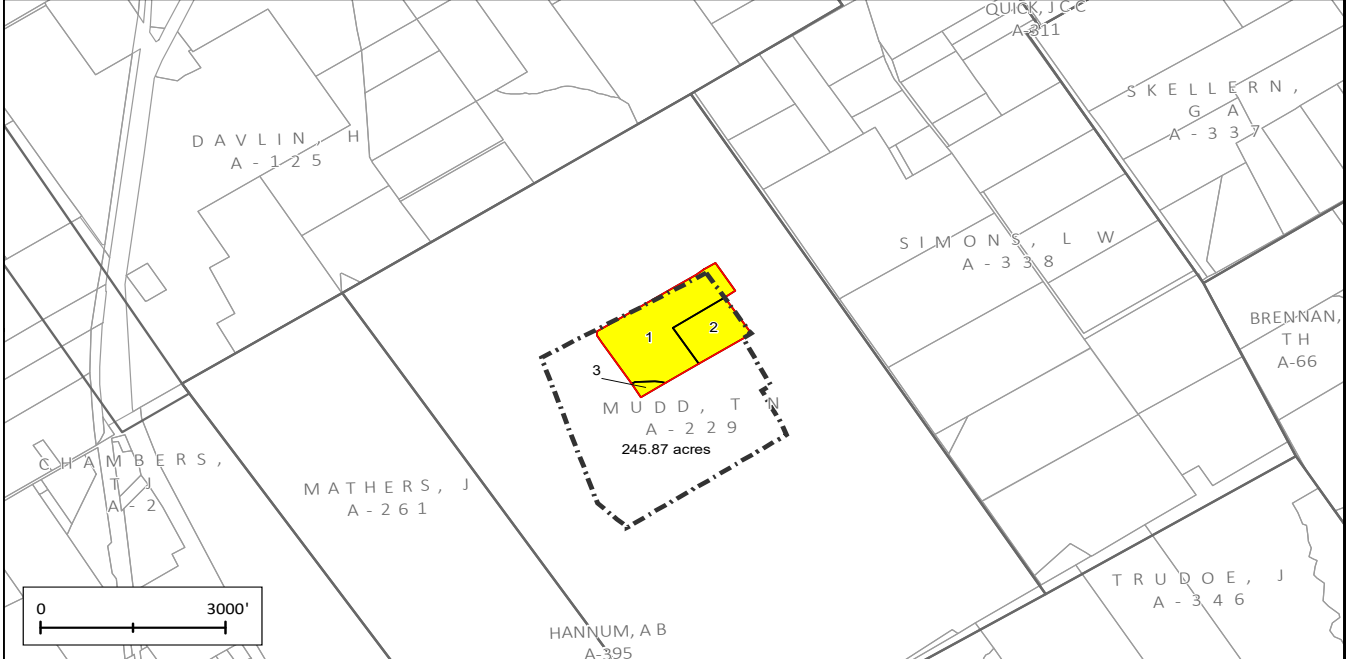 QUICK, J C C
A-311
SKELLERN,
G A
A-337
DAVLIN, H
A-125
SIMONS, L W
A-338
BRENNAN,
T H
A-66
1
2
3
MUDD, T N
A-229
245.87 acres
CHAMBERS,
T J
A-2
MATHERS, J
A-261
TRUDOE, J
A-346
0 3000'
HANNUM, A B
A-395